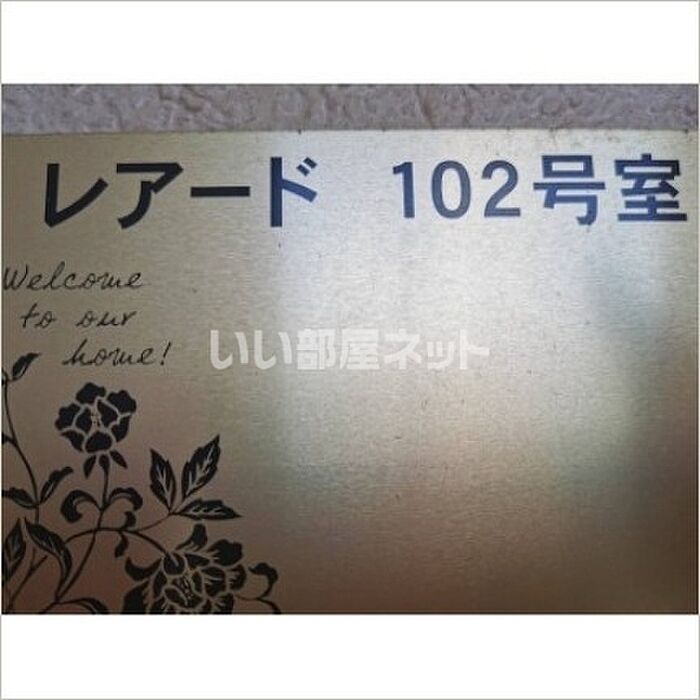 レアード 102号室
Welcome
to our
home!
いい部屋ネット